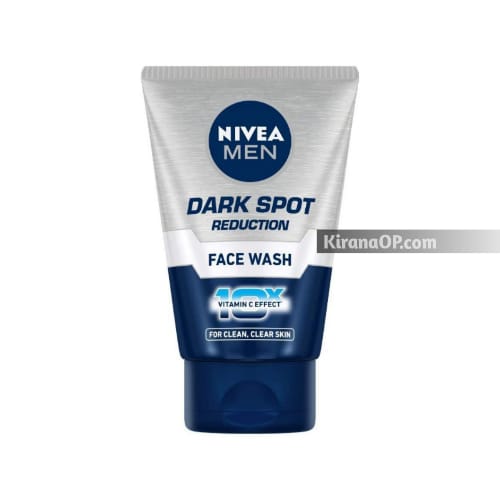 NIVEA
MEN
DARK SPOT
REDUCTION
FACE WASH
10X
VITAMIN C EFFECT
FOR CLEAN, CLEAR SKIN
KiranaOP.com